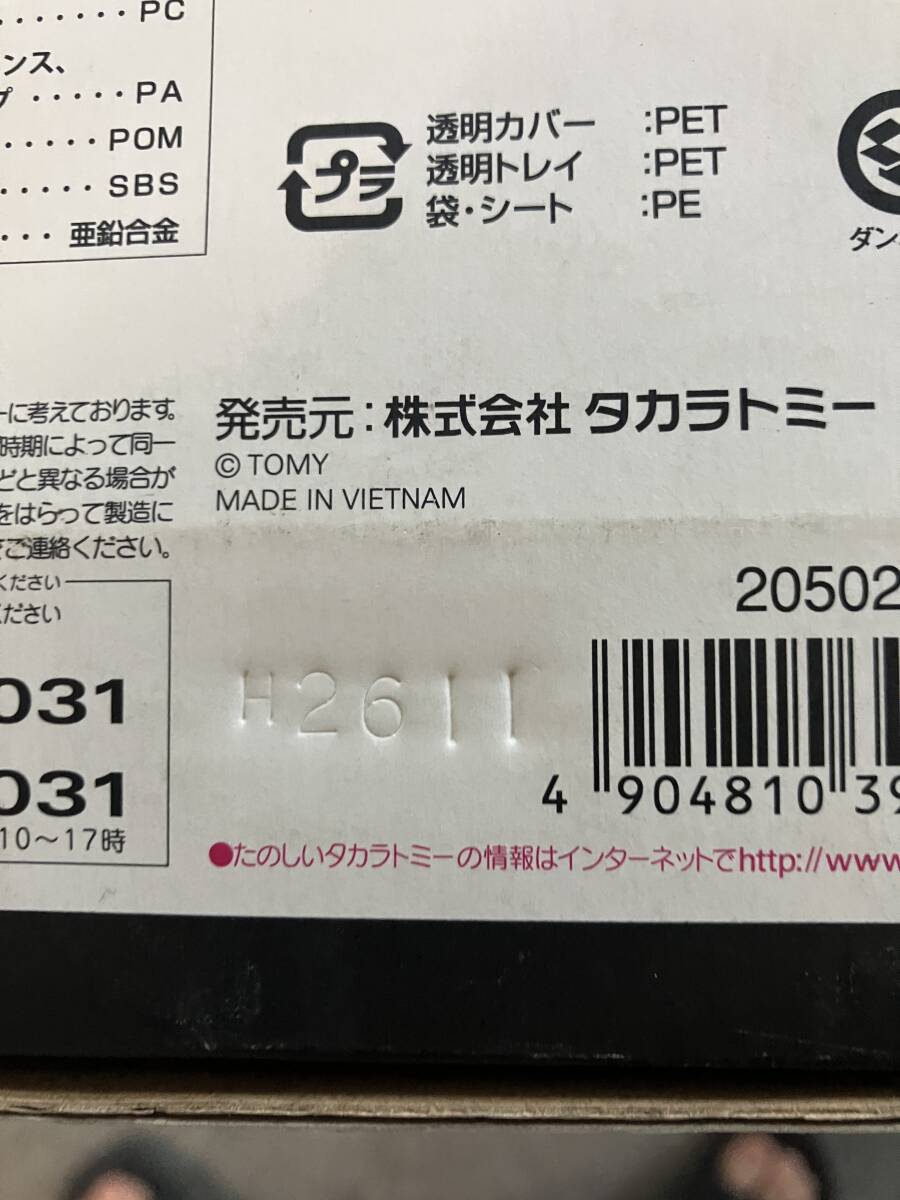 ・・・・・・・PC
ンス、
プ ・・・・・PA
・・・・・・POM
・・・・・・SBS
・・・・亜鉛合金
プラ
透明カバー :PET
透明トレイ :PET
袋・シート :PE
ダン
ーに考えております。
時期によって同一
どと異なる場合が
をはらって製造に
ご連絡ください。
ください
ください
031
031
10〜17時
発売元:株式会社 タカラトミー
© TOMY
MADE IN VIETNAM
H2611
20502
4 904810 39
●たのしいタカラトミーの情報はインターネットでhttp://www